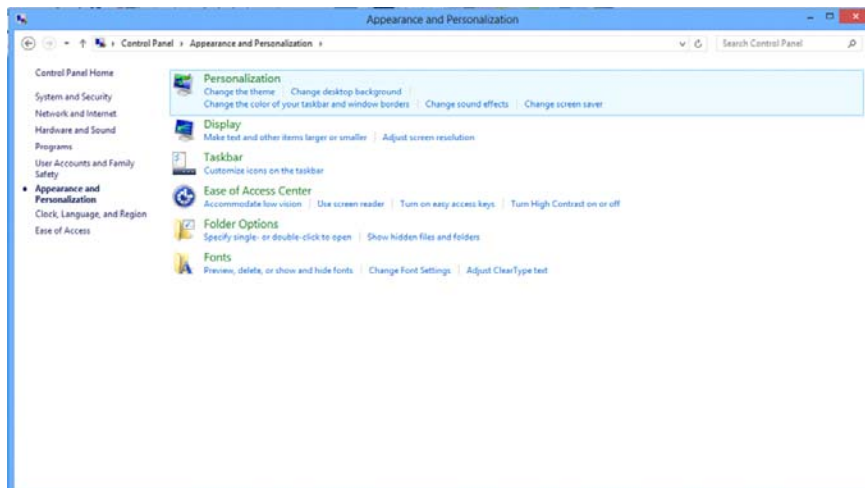 Appearance and Personalization
Control Panel Appearance and Personalization
Search Control Panel
Control Panel Home
System and Security
Network and Internet
Hardware and Sound
Programs
User Accounts and Family
Safety
Appearance and
Personalization
Clock, Language, and Region
Ease of Access
Personalization
Change the theme Change desktop background
Change the color of your taskbar and window borders Change sound effects Change screen saver
Display
Make text and other items larger or smaller Adjust screen resolution
Taskbar
Customize icons on the taskbar
Ease of Access Center
Accommodate low vision Use screen reader Turn on easy access keys Turn High Contrast on or off
Folder Options
Specify single- or double-click to open Show hidden files and folders
Fonts
Preview, delete, or show and hide fonts Change Font Settings Adjust ClearType text